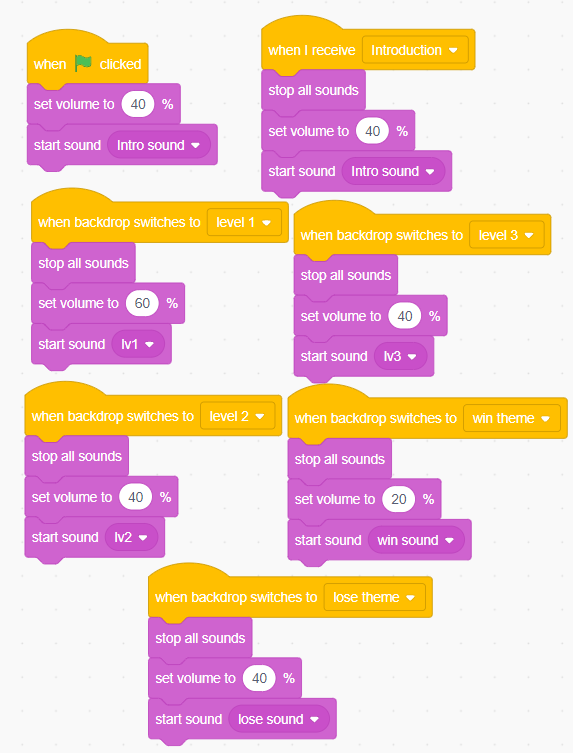 when clicked
set volume to 40 %
start sound Intro sound
when I receive Introduction
stop all sounds
set volume to 40 %
start sound Intro sound
when backdrop switches to level 1
stop all sounds
set volume to 60 %
start sound lv1
when backdrop switches to level 3
stop all sounds
set volume to 40 %
start sound lv3
when backdrop switches to level 2
stop all sounds
set volume to 40 %
start sound lv2
when backdrop switches to win theme
stop all sounds
set volume to 20 %
start sound win sound
when backdrop switches to lose theme
stop all sounds
set volume to 40 %
start sound lose sound